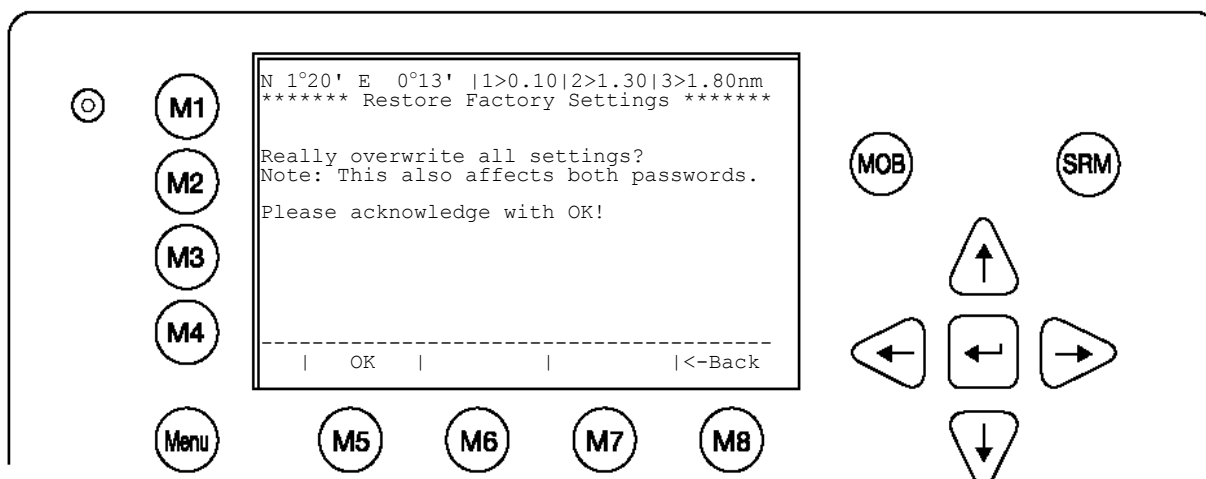 N 1°20' E 0°13' |1>0.10|2>1.30|3>1.80nm
******* Restore Factory Settings *******
Really overwrite all settings?
Note: This also affects both passwords.
Please acknowledge with OK!
----------------------------------------
| OK | | |<-Back
M1
M2
M3
M4
Menu
M5
M6
M7
M8
MOB
SRM